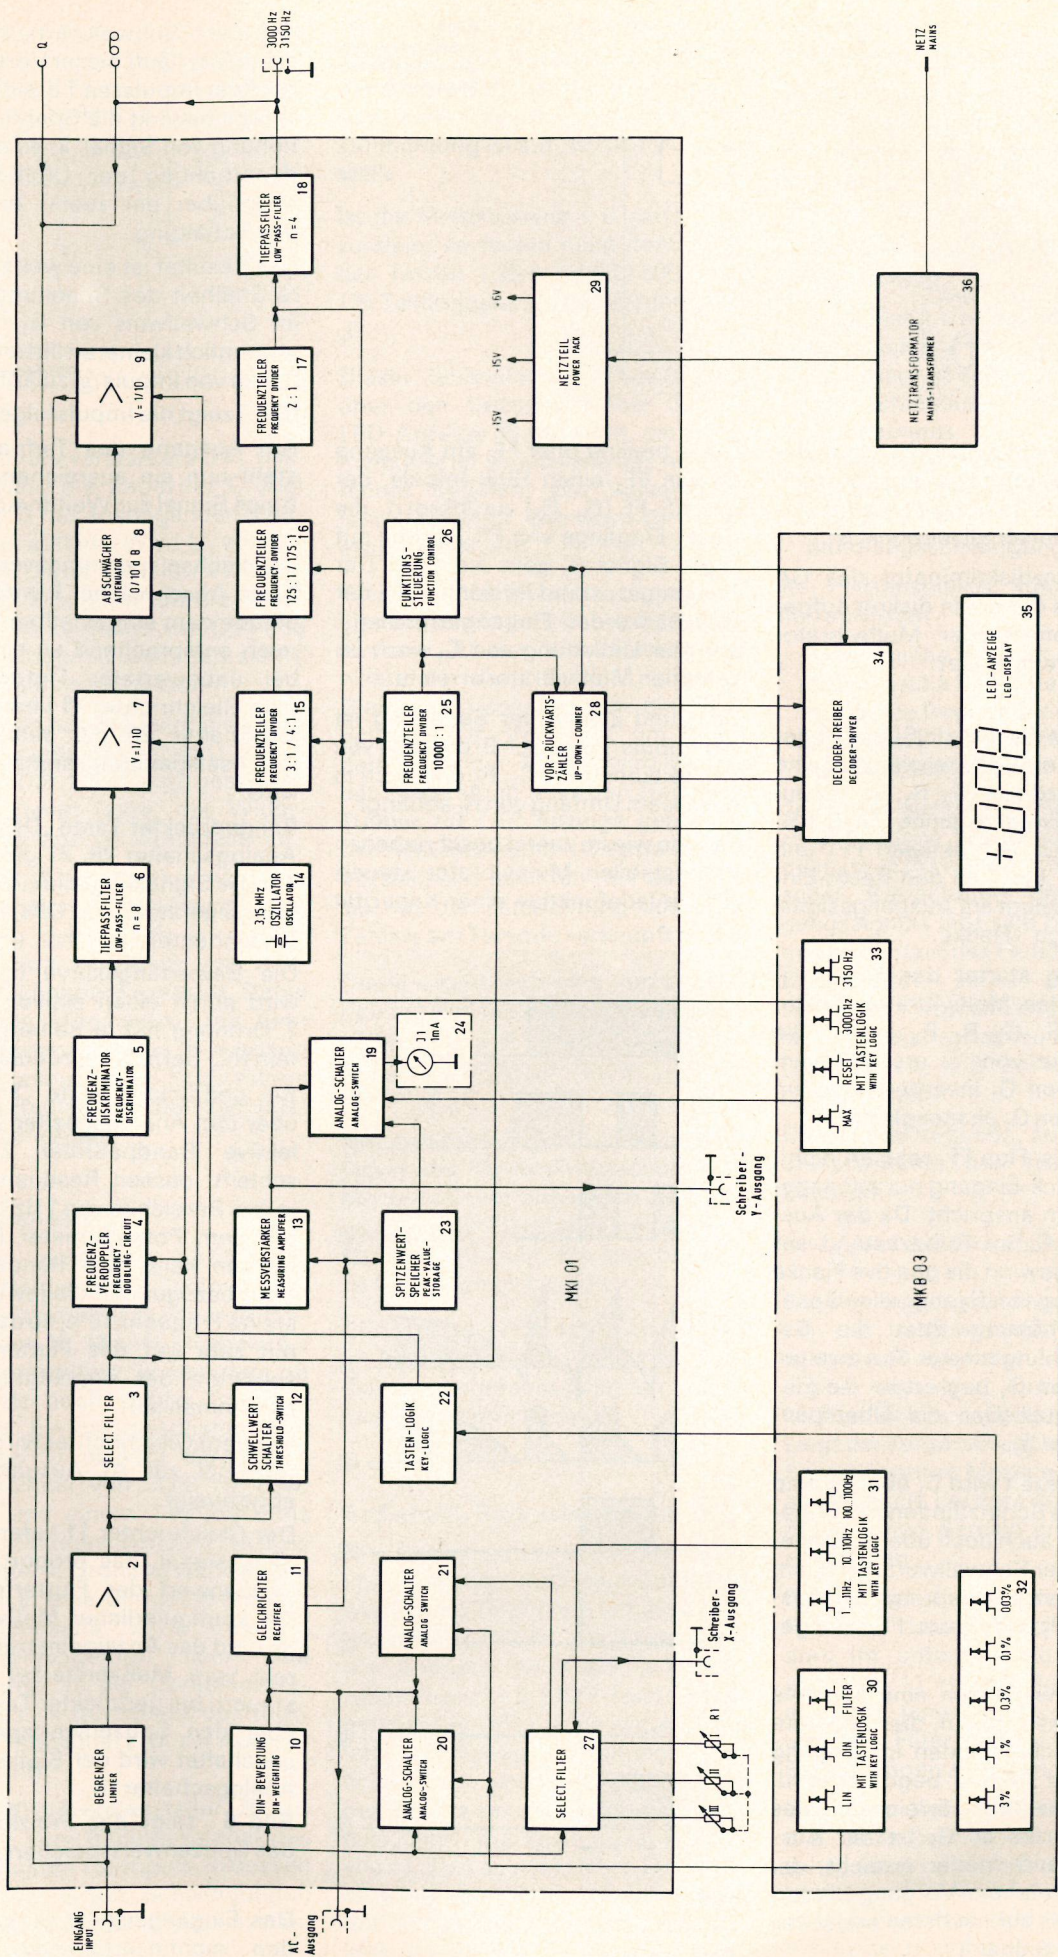 EINGANG
INPUT
BEGRENZER
LIMITER
1
>
2
SELECT. FILTER
3
FREQUENZ-
VERDOPPLER
FREQUENCY-
DOUBLING-CIRCUIT
4
FREQUENZ-
DISKRIMINATOR
FREQUENCY-
DISCRIMINATOR
5
TIEFPASSFILTER
LOW-PASS-FILTER
n = 8
6
>
V=1/10
7
ABSCHWÄCHER
ATTENUATOR
0/10 dB
8
>
V = 1/10
9
Q
DIN-BEWERTUNG
DIN-WEIGHTING
10
GLEICHRICHTER
RECTIFIER
11
SCHWELLWERT-
SCHALTER
THRESHOLD-SWITCH
12
MESSVERSTÄRKER
MEASURING AMPLIFIER
13
3,15 MHz
OSZILLATOR
OSCILLATOR
14
FREQUENZTEILER
FREQUENCY DIVIDER
3:1 / 4:1
15
FREQUENZTEILER
FREQUENCY-DIVIDER
125:1 / 175:1
16
FREQUENZTEILER
FREQUENCY DIVIDER
2 : 1
17
TIEFPASSFILTER
LOW-PASS-FILTER
n = 4
18
3000 Hz
3150 Hz
AC-
Ausgang
ANALOG-SCHALTER
ANALOG-SWITCH
20
ANALOG-SCHALTER
ANALOG SWITCH
21
TASTEN-LOGIK
KEY-LOGIC
22
SPITZENWERT-
SPEICHER
PEAK-VALUE-
STORAGE
23
ANALOG-SCHALTER
ANALOG-SWITCH
19
J1
1mA
24
FREQUENZTEILER
FREQUENCY DIVIDER
10000 : 1
25
FUNKTIONS-
STEUERUNG
FUNCTION CONTROL
26
SELECT. FILTER
27
VOR-RÜCKWÄRTS-
ZÄHLER
UP-DOWN-COUNTER
28
+15V
-15V
+6V
NETZTEIL
POWER PACK
29
MKI 01
III
II
I
R1
Schreiber-
X-Ausgang
Schreiber-
Y-Ausgang
LIN
DIN
FILTER
MIT TASTENLOGIK
WITH KEY LOGIC
30
1...11Hz
10..110Hz
100...1100Hz
MIT TASTENLOGIK
WITH KEY LOGIC
31
3%
1%
0,3%
0,1%
0,03%
32
MKB 03
MAX
RESET
3000 Hz
3150 Hz
MIT TASTENLOGIK
WITH KEY LOGIC
33
DECODER-TREIBER
DECODER-DRIVER
34
+888
LED-ANZEIGE
LED-DISPLAY
35
NETZTRANSFORMATOR
MAINS-TRANSFORMER
36
NETZ
MAINS